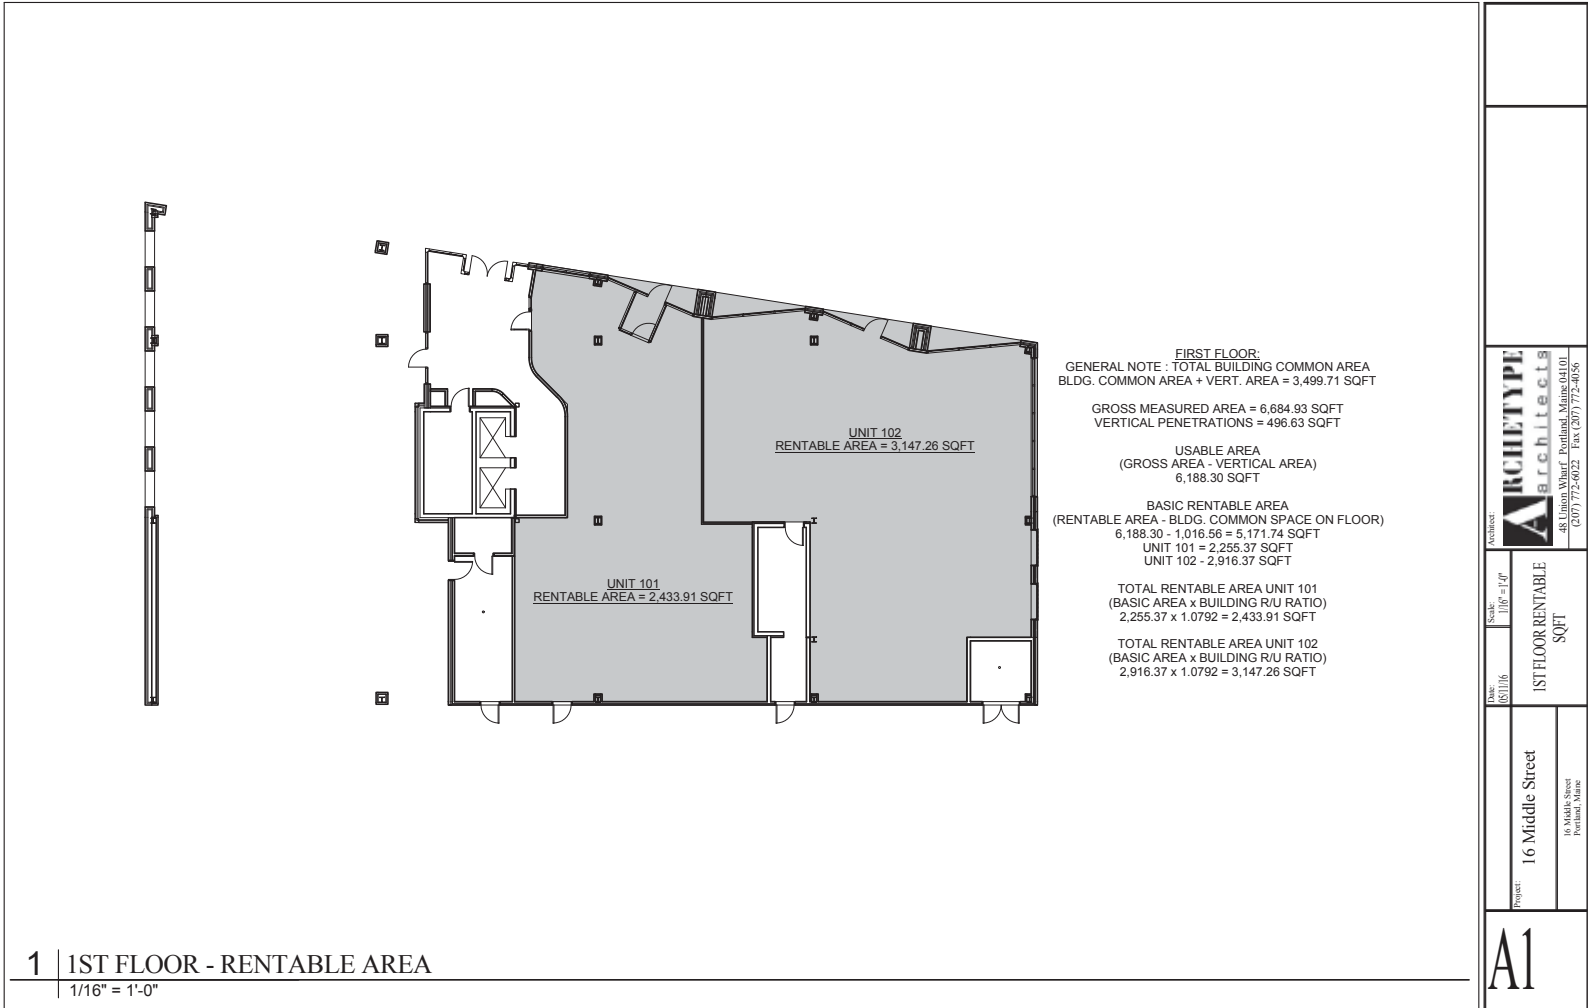 UNIT 102
RENTABLE AREA = 3,147.26 SQFT
UNIT 101
RENTABLE AREA = 2,433.91 SQFT
FIRST FLOOR:
GENERAL NOTE : TOTAL BUILDING COMMON AREA
BLDG. COMMON AREA + VERT. AREA = 3,499.71 SQFT
GROSS MEASURED AREA = 6,684.93 SQFT
VERTICAL PENETRATIONS = 496.63 SQFT
USABLE AREA
(GROSS AREA - VERTICAL AREA)
6,188.30 SQFT
BASIC RENTABLE AREA
(RENTABLE AREA - BLDG. COMMON SPACE ON FLOOR)
6,188.30 - 1,016.56 = 5,171.74 SQFT
UNIT 101 = 2,255.37 SQFT
UNIT 102 - 2,916.37 SQFT
TOTAL RENTABLE AREA UNIT 101
(BASIC AREA x BUILDING R/U RATIO)
2,255.37 x 1.0792 = 2,433.91 SQFT
TOTAL RENTABLE AREA UNIT 102
(BASIC AREA x BUILDING R/U RATIO)
2,916.37 x 1.0792 = 3,147.26 SQFT
1
1ST FLOOR - RENTABLE AREA
1/16" = 1'-0"
Architect:
ARCHETYPE
architects
48 Union Wharf Portland, Maine 04101
(207) 772-6022 Fax (207) 772-4056
Date:
05/11/16
Scale:
1/16" = 1'-0"
1ST FLOOR RENTABLE
SQFT
Project:
16 Middle Street
16 Middle Street
Portland, Maine
A1